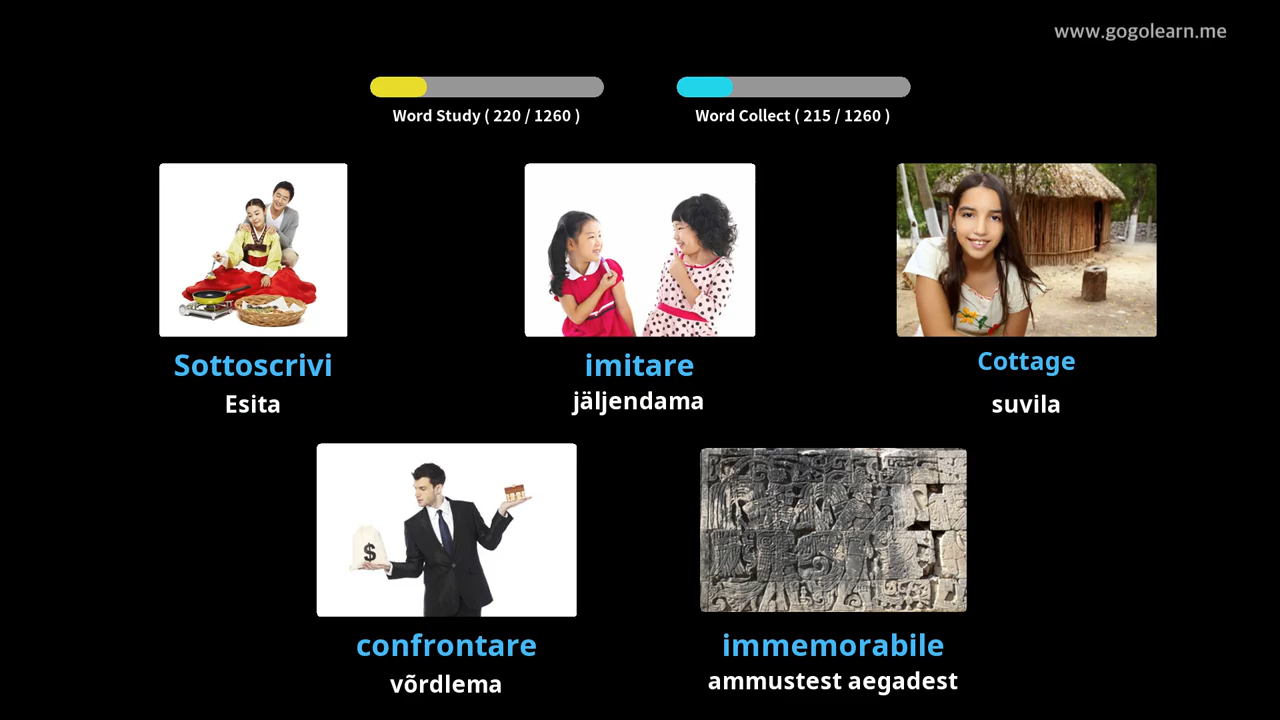 www.gogolearn.me
Word Study ( 220 / 1260 )
Word Collect ( 215 / 1260 )
Sottoscrivi
Esita
imitare
jäljendama
Cottage
suvila
$
confrontare
võrdlema
immemorabile
ammustest aegadest